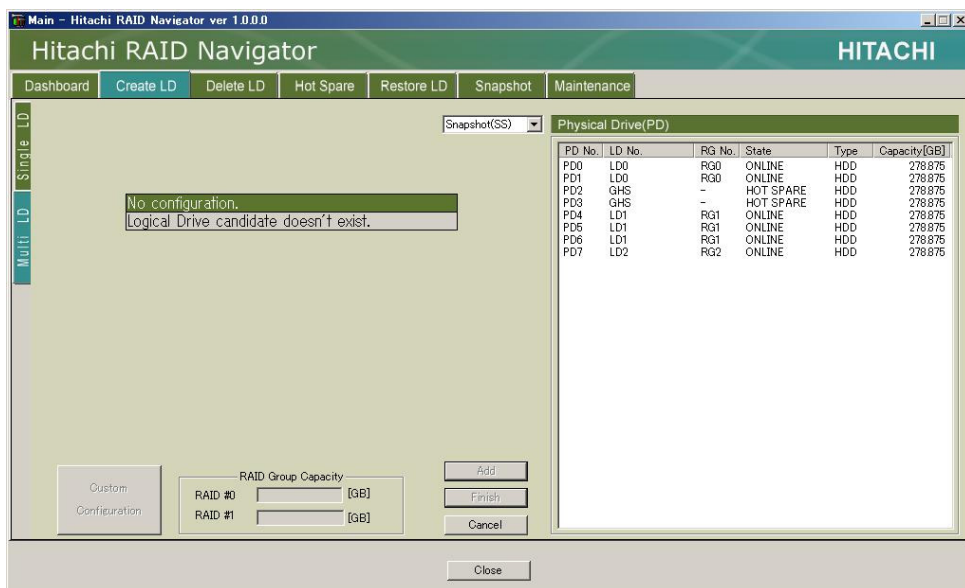 Main - Hitachi RAID Navigator ver 1.0.0.0
Hitachi RAID Navigator HITACHI
Dashboard Create LD Delete LD Hot Spare Restore LD Snapshot Maintenance
Single LD
Multi LD
Snapshot(SS)
No configuration.
Logical Drive candidate doesn't exist.
Custom
Configuration
RAID Group Capacity
RAID #0 [GB]
RAID #1 [GB]
Add
Finish
Cancel
Physical Drive(PD)
PD No. LD No. RG No. State Type Capacity[GB]
PD0 LD0 RG0 ONLINE HDD 278.875
PD1 LD0 RG0 ONLINE HDD 278.875
PD2 GHS - HOT SPARE HDD 278.875
PD3 GHS - HOT SPARE HDD 278.875
PD4 LD1 RG1 ONLINE HDD 278.875
PD5 LD1 RG1 ONLINE HDD 278.875
PD6 LD1 RG1 ONLINE HDD 278.875
PD7 LD2 RG2 ONLINE HDD 278.875
Close